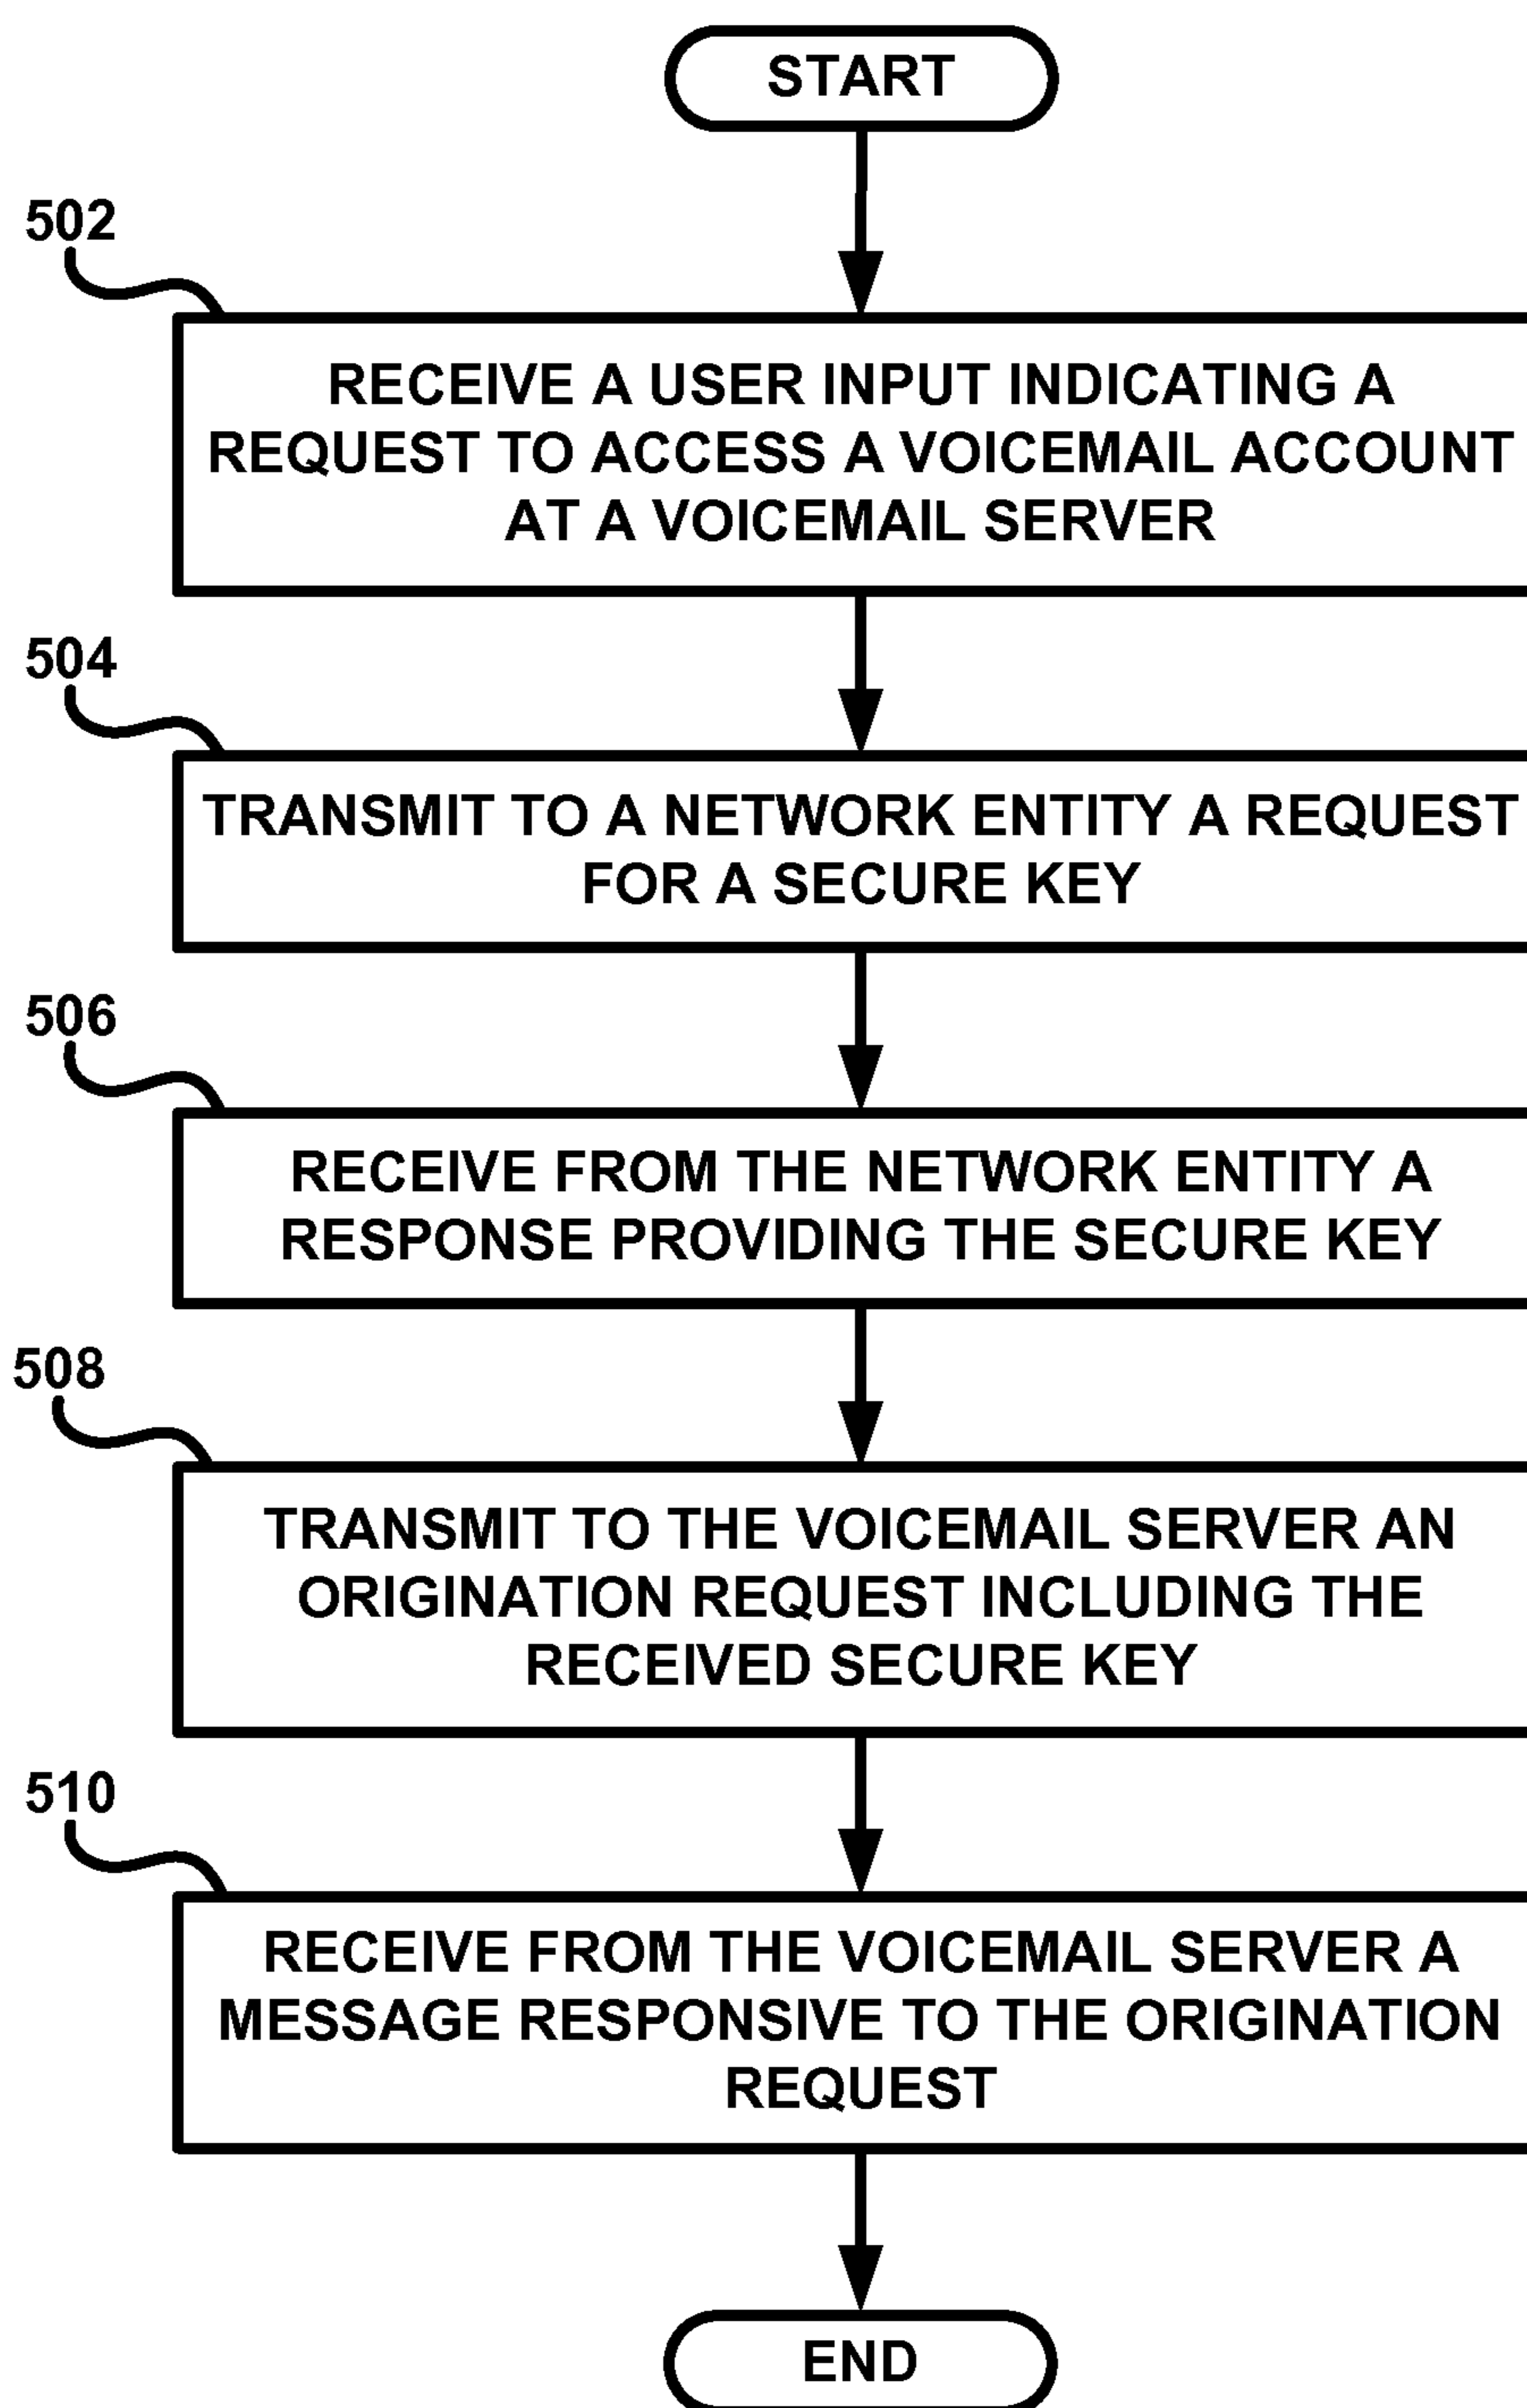 START
502
RECEIVE A USER INPUT INDICATING A
REQUEST TO ACCESS A VOICEMAIL ACCOUNT
AT A VOICEMAIL SERVER
504
TRANSMIT TO A NETWORK ENTITY A REQUEST
FOR A SECURE KEY
506
RECEIVE FROM THE NETWORK ENTITY A
RESPONSE PROVIDING THE SECURE KEY
508
TRANSMIT TO THE VOICEMAIL SERVER AN
ORIGINATION REQUEST INCLUDING THE
RECEIVED SECURE KEY
510
RECEIVE FROM THE VOICEMAIL SERVER A
MESSAGE RESPONSIVE TO THE ORIGINATION
REQUEST
END